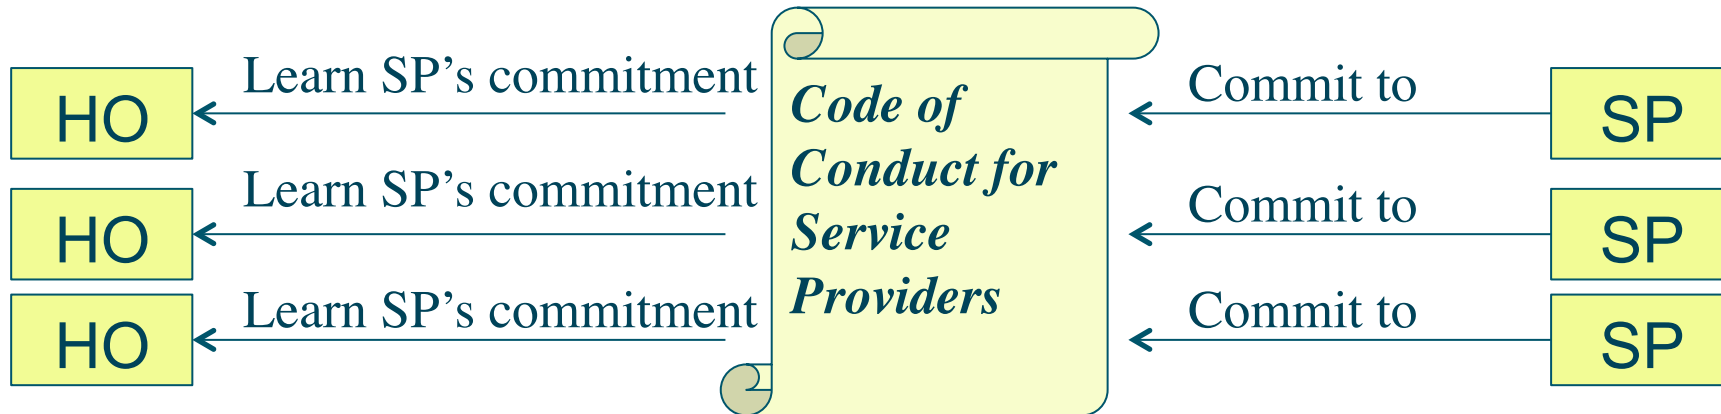 HO
Learn SP's commitment
Code of
Conduct for
Service
Providers
Commit to
SP
HO
Learn SP's commitment
Commit to
SP
HO
Learn SP's commitment
Commit to
SP